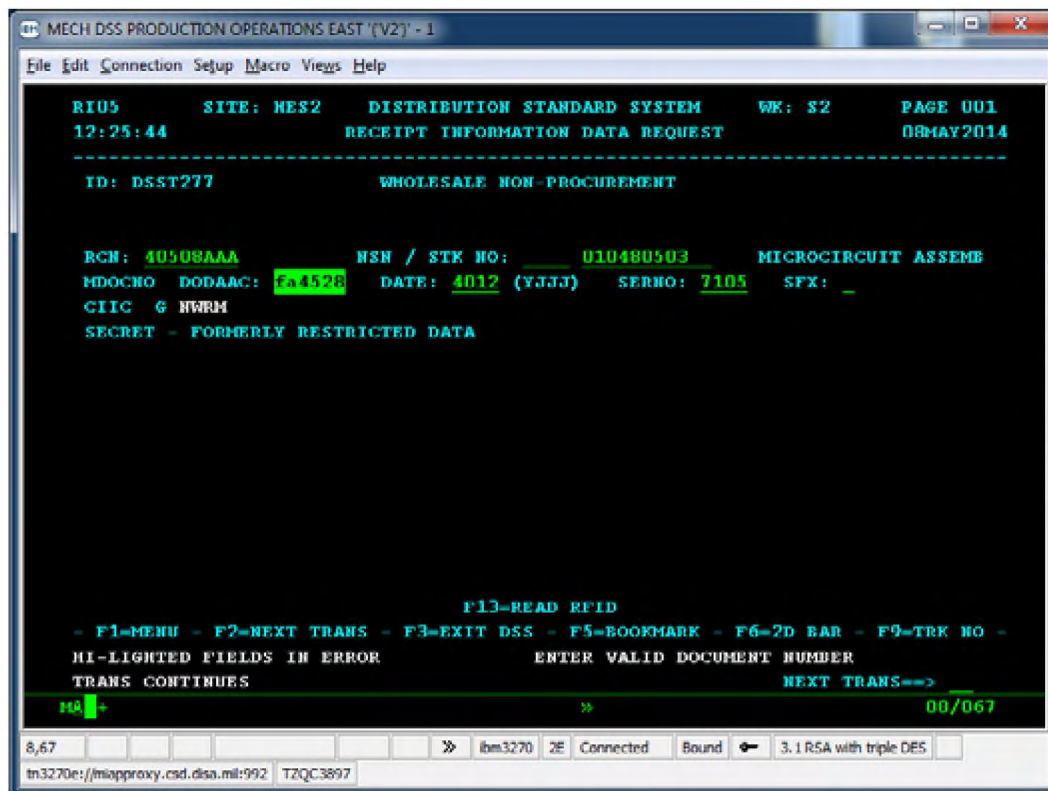 MECH DSS PRODUCTION OPERATIONS EAST '('V2')' - 1
File Edit Connection Setup Macro Views Help
RIU5 SITE: HES2 DISTRIBUTION STANDARD SYSTEM WK: S2 PAGE 001
12:25:44 RECEIPT INFORMATION DATA REQUEST 08MAY2014
ID: DSST277 WHOLESALE NON-PROCUREMENT
RCN: 40508AAA NSN / STK NO: ____ 010480503 MICROCIRCUIT ASSEMB
MDOCNO DODAAC: fa4528 DATE: 4012 (YJJJ) SERNO: 7105 SFX: _
CIIC G NWRM
SECRET - FORMERLY RESTRICTED DATA
F13=READ RFID
- F1=MENU - F2=NEXT TRANS - F3=EXIT DSS - F5=BOOKMARK - F6=2D BAR - F9=TRK NO -
HI-LIGHTED FIELDS IN ERROR ENTER VALID DOCUMENT NUMBER
TRANS CONTINUES NEXT TRANS==> __
MA + » 08/067
8,67 » ibm3270 2E Connected Bound 3.1 RSA with triple DES
tn3270e://miapproxy.csd.disa.mil:992 TZQC3897